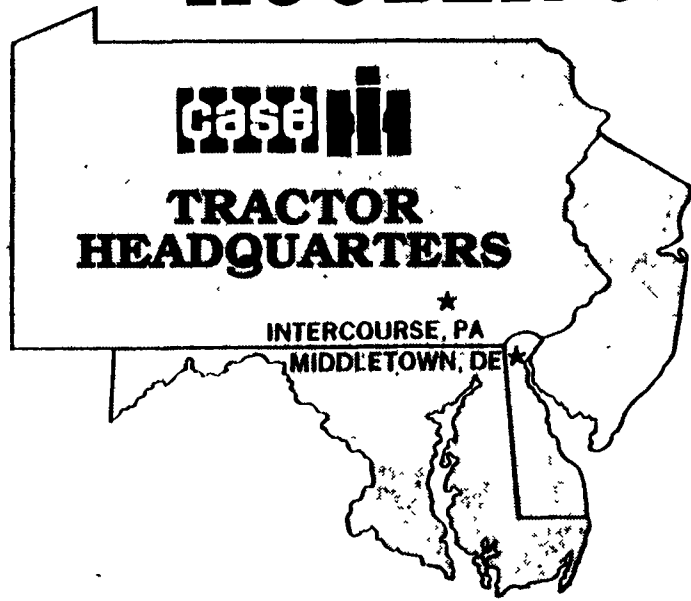 case IH
TRACTOR
HEADQUARTERS
INTERCOURSE, PA
MIDDLETOWN, DE